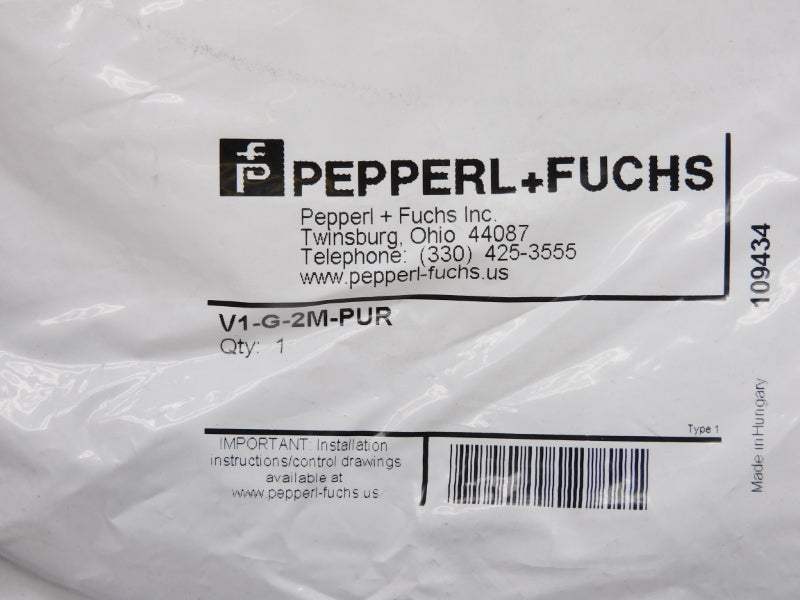 PEPPERL+FUCHS
Pepperl + Fuchs Inc.
Twinsburg, Ohio 44087
Telephone: (330) 425-3555
www.pepperl-fuchs.us
109434
V1-G-2M-PUR
Qty: 1
Type 1
Made in Hungary
IMPORTANT: Installation
instructions/control drawings
available at
www.pepperl-fuchs.us